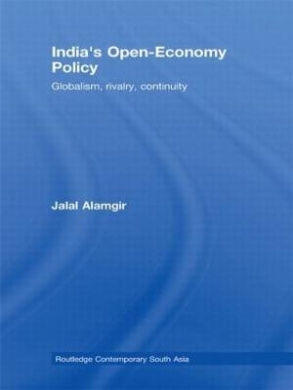 India's Open-Economy
Policy
Globalism, rivalry, continuity
Jalal Alamgir
Routledge Contemporary South Asia